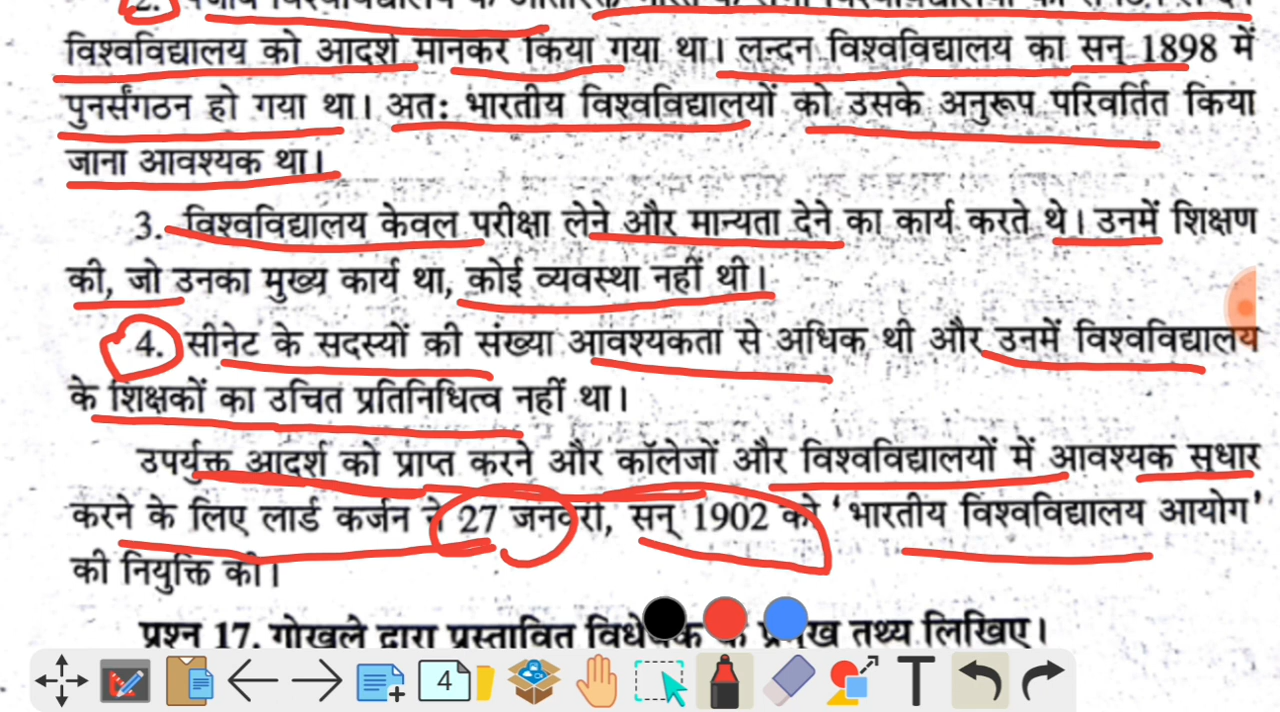 विश्वविद्यालय को आदर्श मानकर किया गया था। लन्दन विश्वविद्यालय का सन् 1898 में
पुनर्संगठन हो गया था। अतः भारतीय विश्वविद्यालयों को उसके अनुरूप परिवर्तित किया
जाना आवश्यक था।
3. विश्वविद्यालय केवल परीक्षा लेने और मान्यता देने का कार्य करते थे। उनमें शिक्षण
की, जो उनका मुख्य कार्य था, कोई व्यवस्था नहीं थी।
4. सीनेट के सदस्यों की संख्या आवश्यकता से अधिक थी और उनमें विश्वविद्यालय
के शिक्षकों का उचित प्रतिनिधित्व नहीं था।
उपर्युक्त आदर्श को प्राप्त करने और कॉलेजों और विश्वविद्यालयों में आवश्यक सुधार
करने के लिए लार्ड कर्जन ने 27 जनवरी, सन् 1902 को 'भारतीय विश्वविद्यालय आयोग'
की नियुक्ति की।
प्रश्न 17. गोखले द्वारा प्रस्तावित विधेयक के प्रमुख तथ्य लिखिए।
4
T